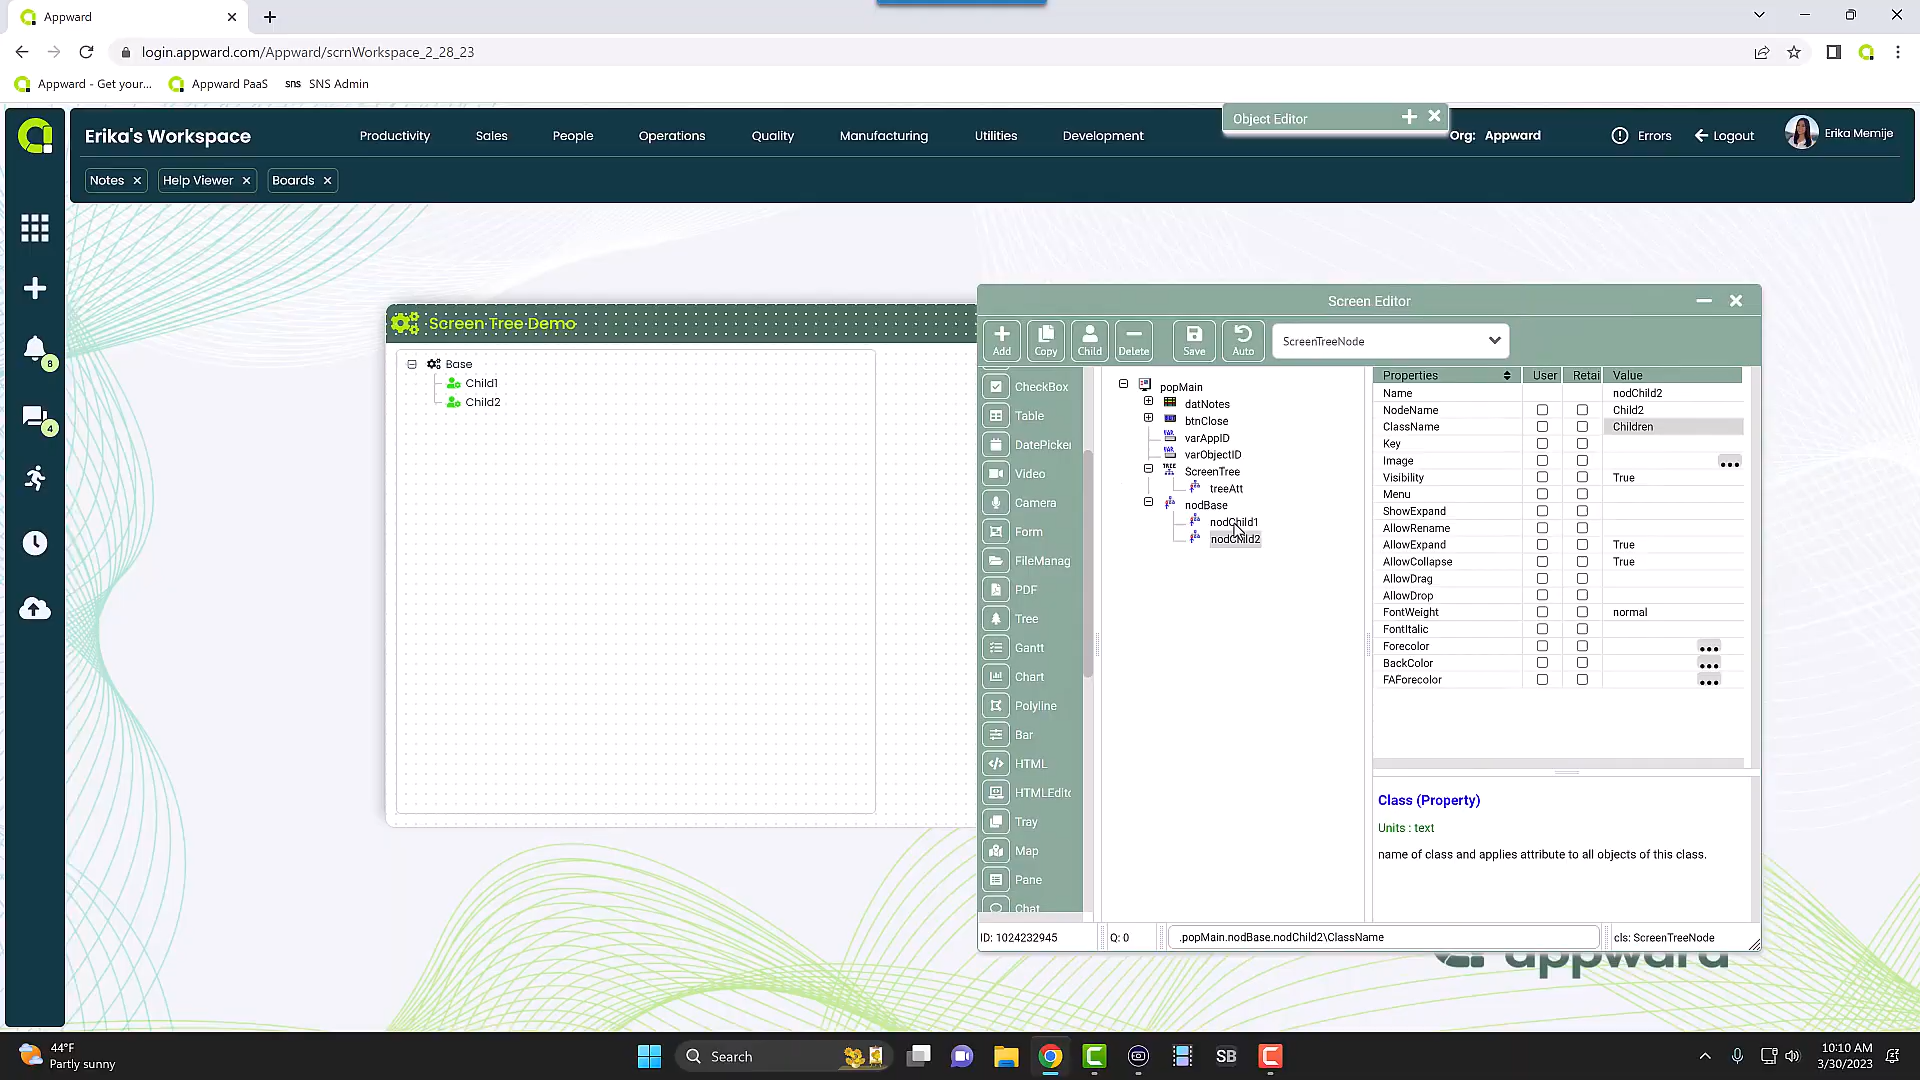 Appward
login.appward.com/Appward/scrnWorkspace_2_28_23
Appward - Get your...
Appward PaaS
sns
SNS Admin
Erika's Workspace
Productivity
Sales
People
Operations
Quality
Manufacturing
Utilities
Development
Object Editor
Org: Appward
Errors
Logout
Erika Memije
Notes
Help Viewer
Boards
8
4
Screen Tree Demo
Base
Child1
Child2
Screen Editor
Add
Copy
Child
Delete
Save
Auto
ScreenTreeNode
CheckBox
Table
DatePicker
Video
Camera
Form
FileManag
PDF
Tree
Gantt
Chart
Polyline
Bar
HTML
HTMLEdito
Tray
Map
Pane
Chat
popMain
datNotes
btnClose
VAR
varAppID
VAR
varObjectID
TREE
ScreenTree
treeAtt
nodBase
nodChild1
nodChild2
Properties User Retai Value
Name nodChild2
NodeName Child2
ClassName Children
Key
Image
Visibility True
Menu
ShowExpand
AllowRename
AllowExpand True
AllowCollapse True
AllowDrag
AllowDrop
FontWeight normal
FontItalic
Forecolor
BackColor
FAForecolor
Class (Property)
Units : text
name of class and applies attribute to all objects of this class.
ID: 1024232945
Q: 0
.popMain.nodBase.nodChild2\ClassName
cls: ScreenTreeNode
appward
44°F
Partly sunny
Search
SB
10:10 AM
3/30/2023